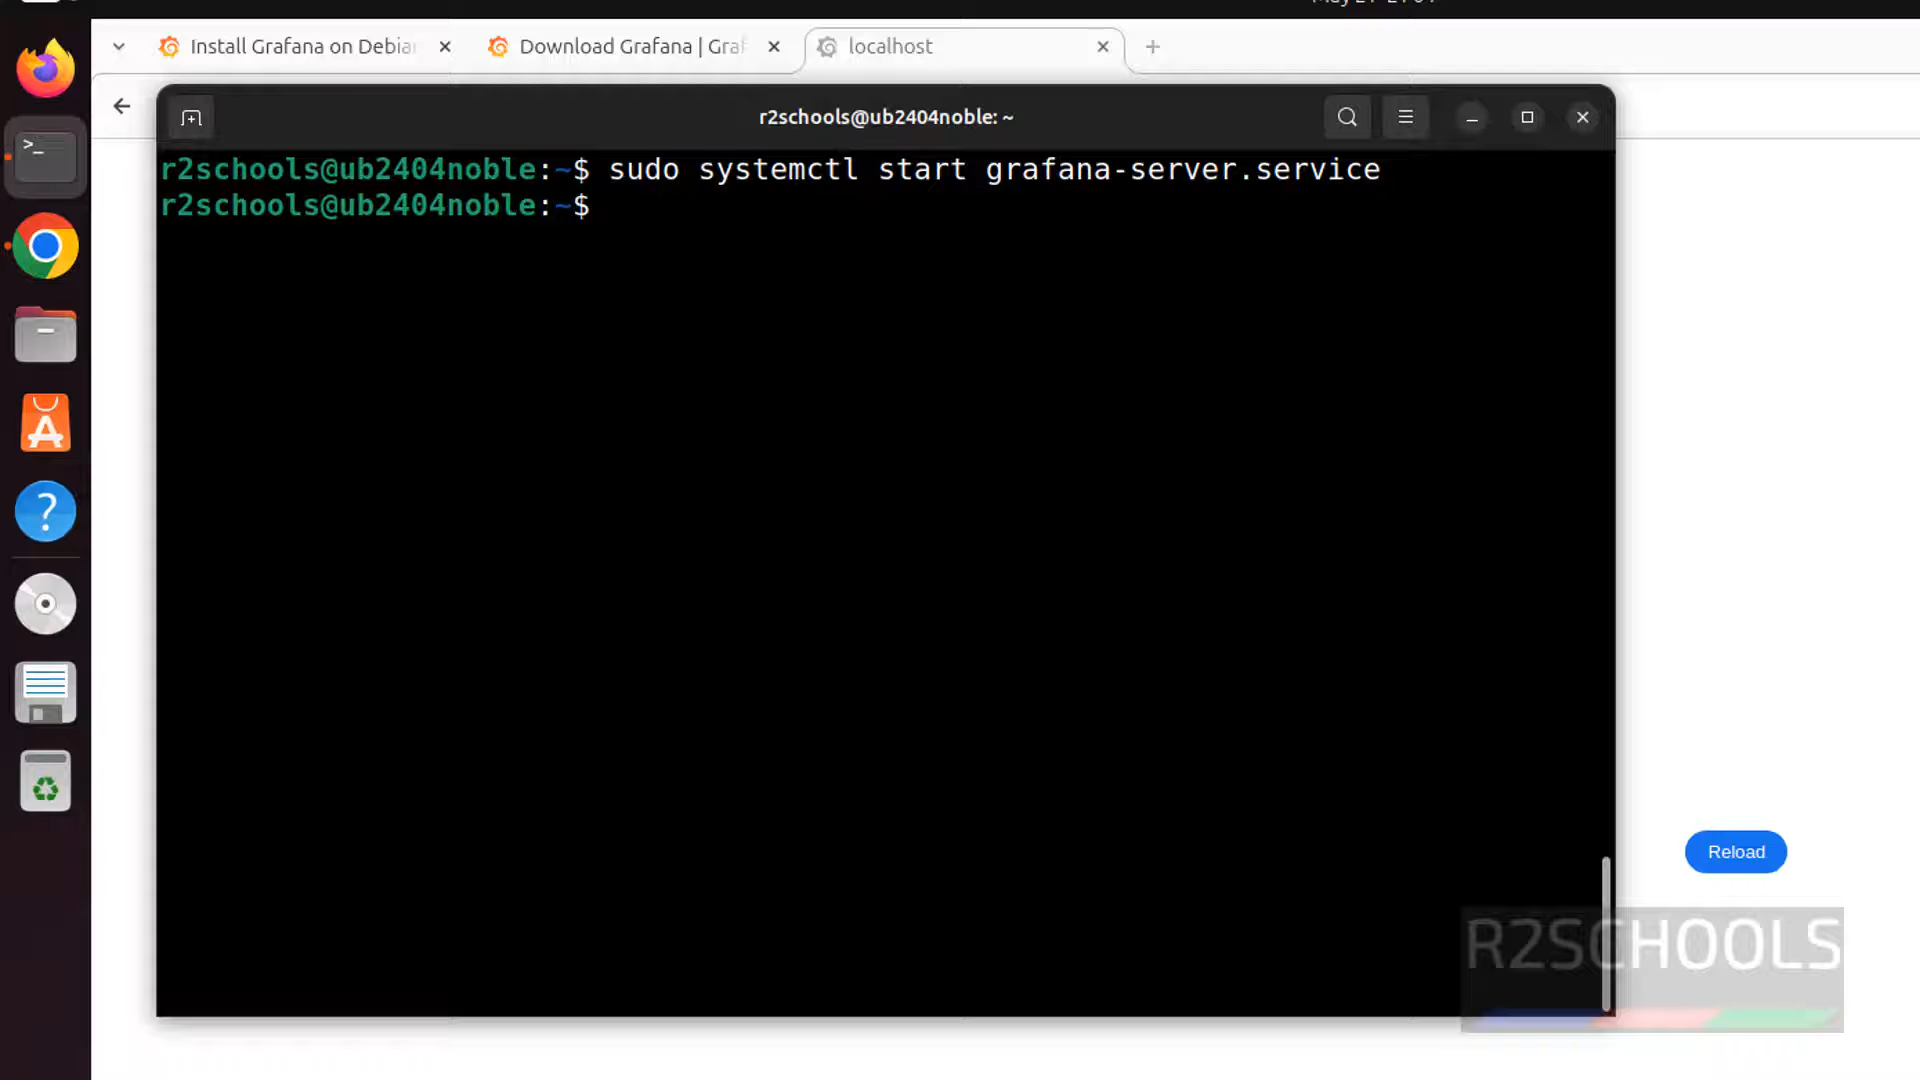 Install Grafana on Debia
Download Grafana | Graf
localhost
r2schools@ub2404noble: ~
r2schools@ub2404noble:~$ sudo systemctl start grafana-server.service
r2schools@ub2404noble:~$
Reload
R2SCHOOLS